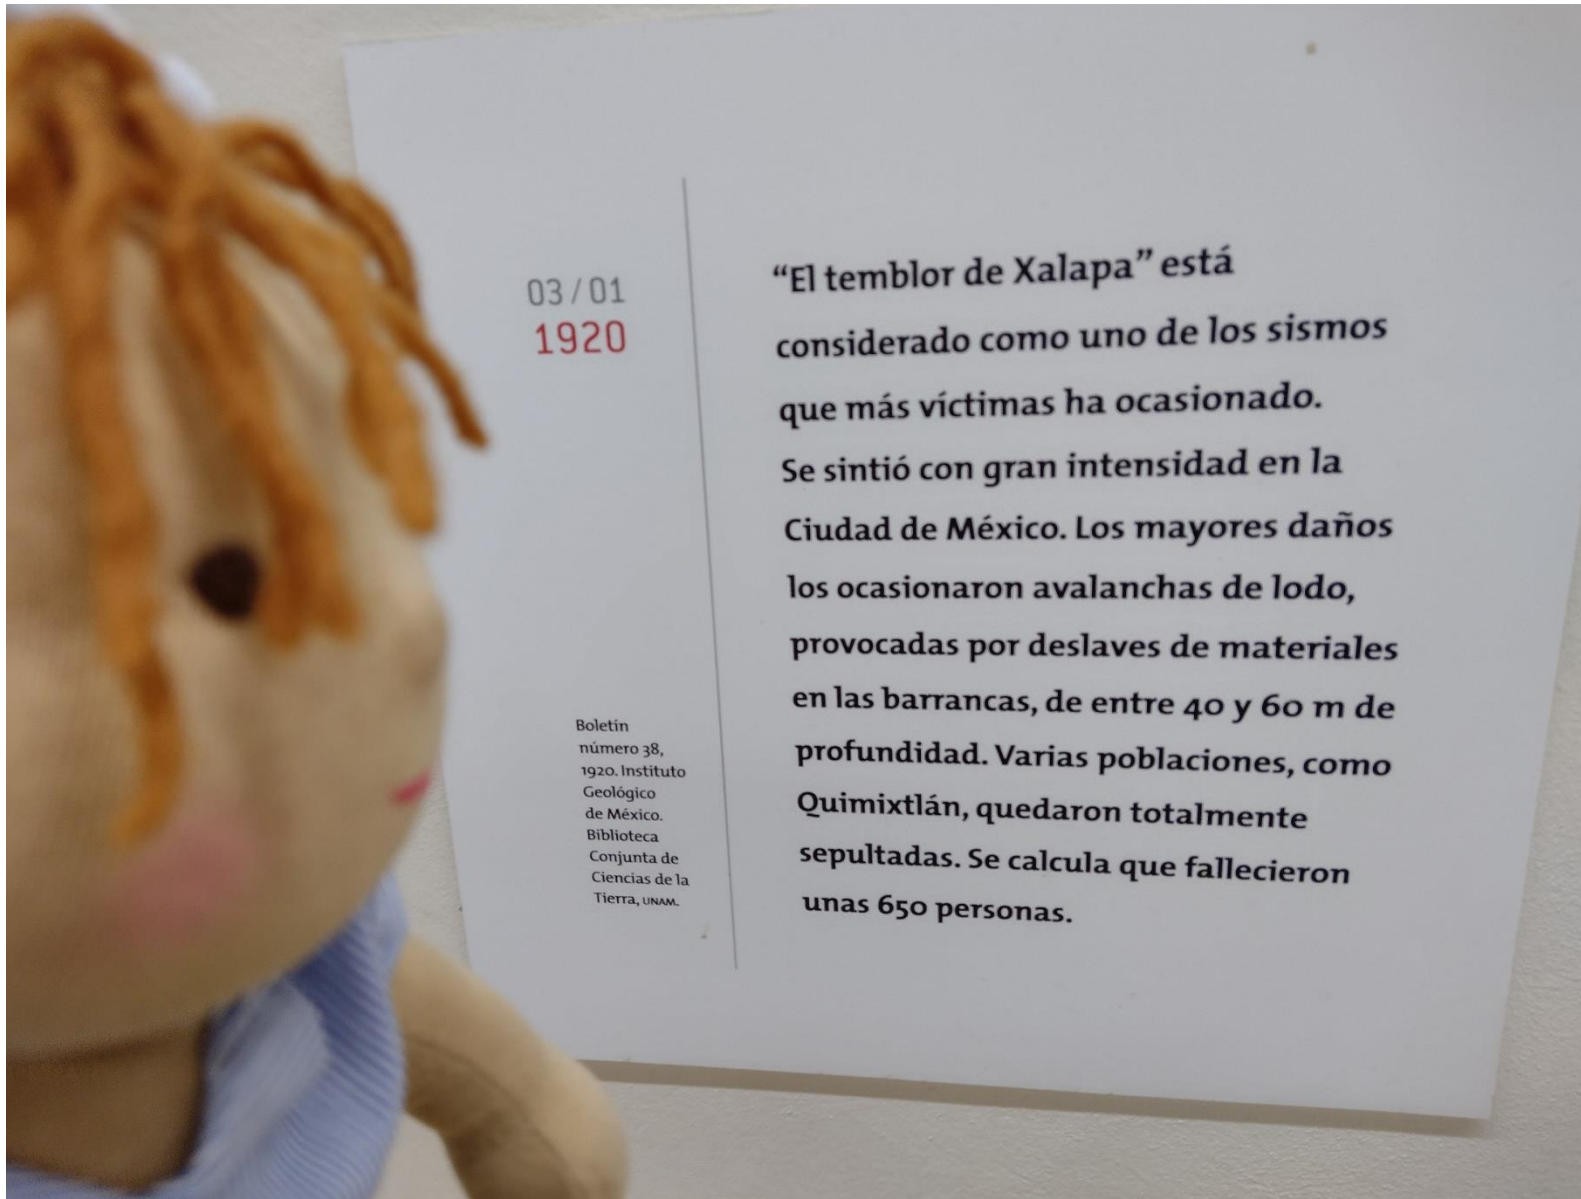 03/01
1920
“El temblor de Xalapa” está
considerado como uno de los sismos
que más víctimas ha ocasionado.
Se sintió con gran intensidad en la
Ciudad de México. Los mayores daños
los ocasionaron avalanchas de lodo,
provocadas por deslaves de materiales
en las barrancas, de entre 40 y 60 m de
profundidad. Varias poblaciones, como
Quimixtlán, quedaron totalmente
sepultadas. Se calcula que fallecieron
unas 650 personas.
Boletín
número 38,
1920. Instituto
Geológico
de México.
Biblioteca
Conjunta de
Ciencias de la
Tierra, UNAM.